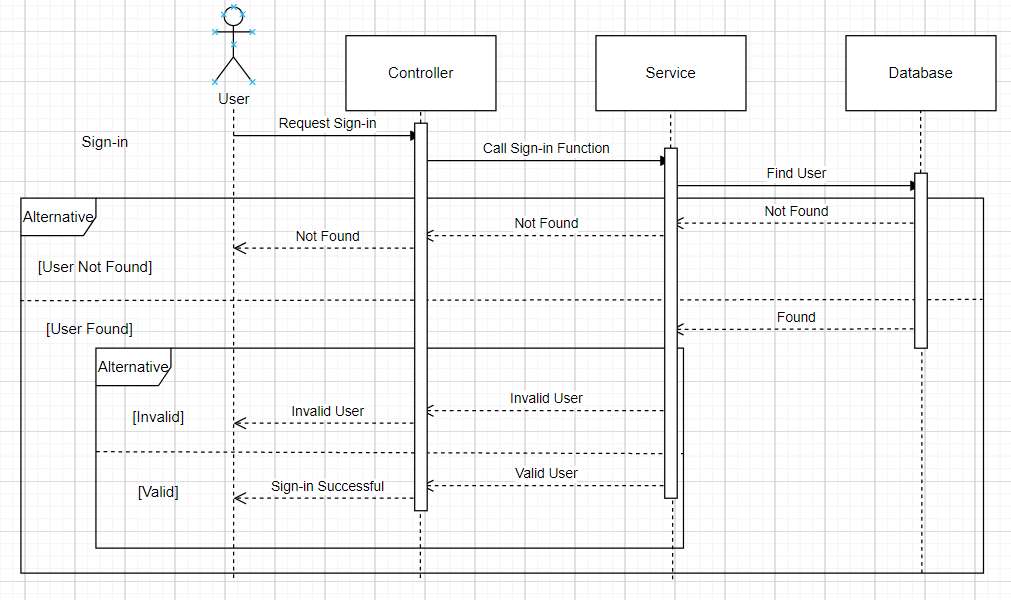 Controller
Service
Database
User
Request Sign-in
Sign-in
Call Sign-in Function
Find User
Alternative
Not Found
Not Found
Not Found
[User Not Found]
Found
[User Found]
Alternative
Invalid User
Invalid User
[Invalid]
Valid User
Sign-in Successful
[Valid]